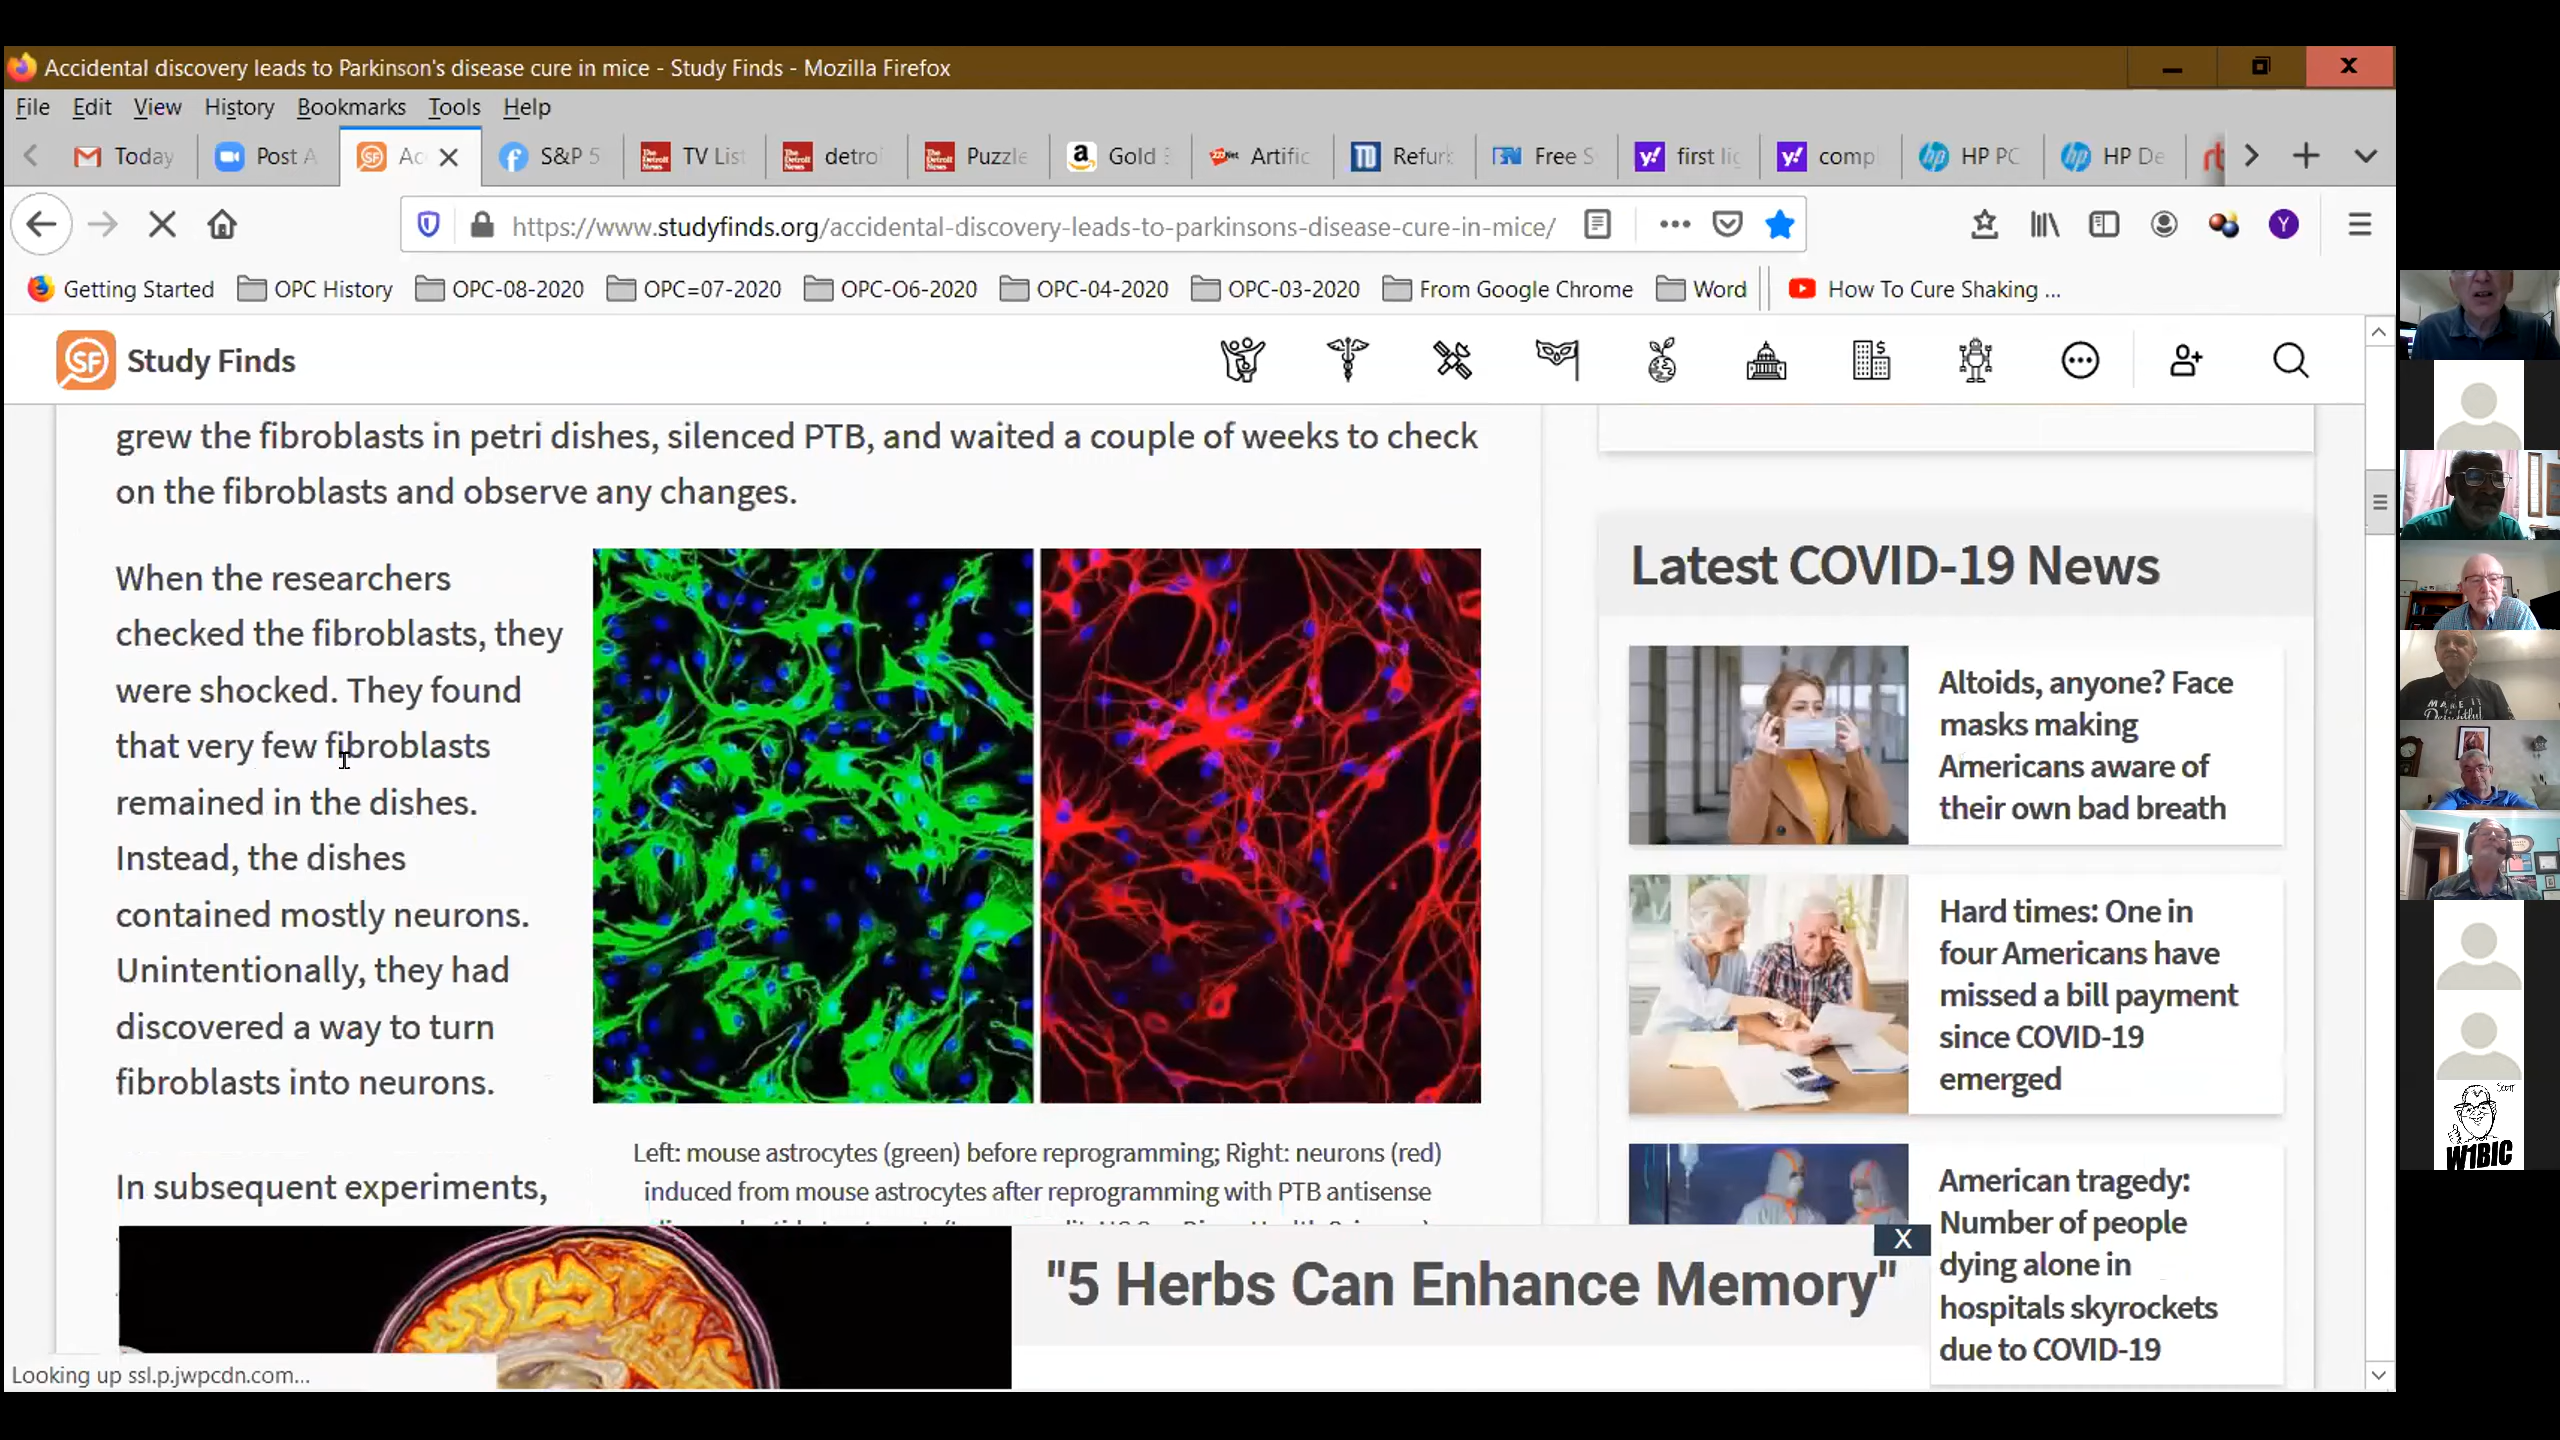 Accidental discovery leads to Parkinson's disease cure in mice - Study Finds - Mozilla Firefox
File Edit View History Bookmarks Tools Help
Today Post A Ac S&P 5 TV List detro Puzzle Gold Artific Refurk Free S first lig comp HP PC HP De
https://www.studyfinds.org/accidental-discovery-leads-to-parkinsons-disease-cure-in-mice/
Y
Getting Started OPC History OPC-08-2020 OPC=07-2020 OPC-O6-2020 OPC-04-2020 OPC-03-2020 From Google Chrome Word How To Cure Shaking ...
SF Study Finds
grew the fibroblasts in petri dishes, silenced PTB, and waited a couple of weeks to check
on the fibroblasts and observe any changes.
When the researchers
checked the fibroblasts, they
were shocked. They found
that very few fibroblasts
remained in the dishes.
Instead, the dishes
contained mostly neurons.
Unintentionally, they had
discovered a way to turn
fibroblasts into neurons.
In subsequent experiments,
Left: mouse astrocytes (green) before reprogramming; Right: neurons (red)
induced from mouse astrocytes after reprogramming with PTB antisense
Latest COVID-19 News
Altoids, anyone? Face
masks making
Americans aware of
their own bad breath
Hard times: One in
four Americans have
missed a bill payment
since COVID-19
emerged
American tragedy:
Number of people
dying alone in
hospitals skyrockets
due to COVID-19
"5 Herbs Can Enhance Memory"
X
Looking up ssl.p.jwpcdn.com...
MAKE IT
Delightful
Scott
W1BIC